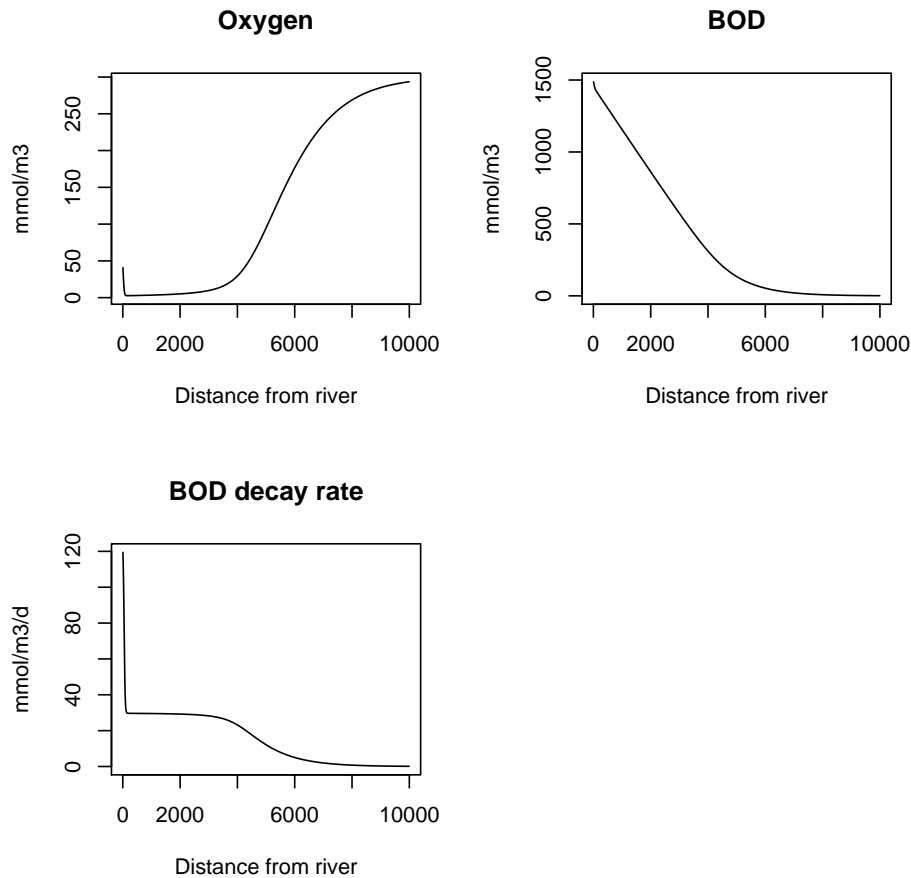 Oxygen
mmol/m3
250
150
50
0
0 2000 6000 10000
Distance from river
BOD
mmol/m3
1500
1000
500
0
0 2000 6000 10000
Distance from river
BOD decay rate
mmol/m3/d
120
80
40
0
0 2000 6000 10000
Distance from river